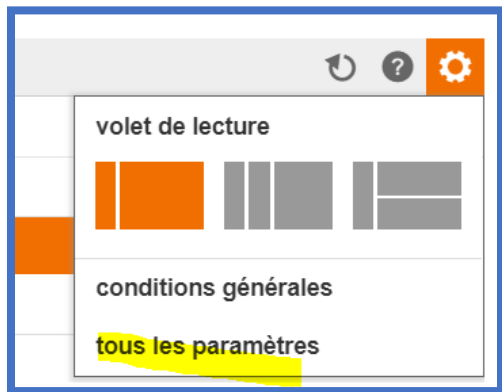 ?
volet de lecture
conditions générales
tous les paramètres